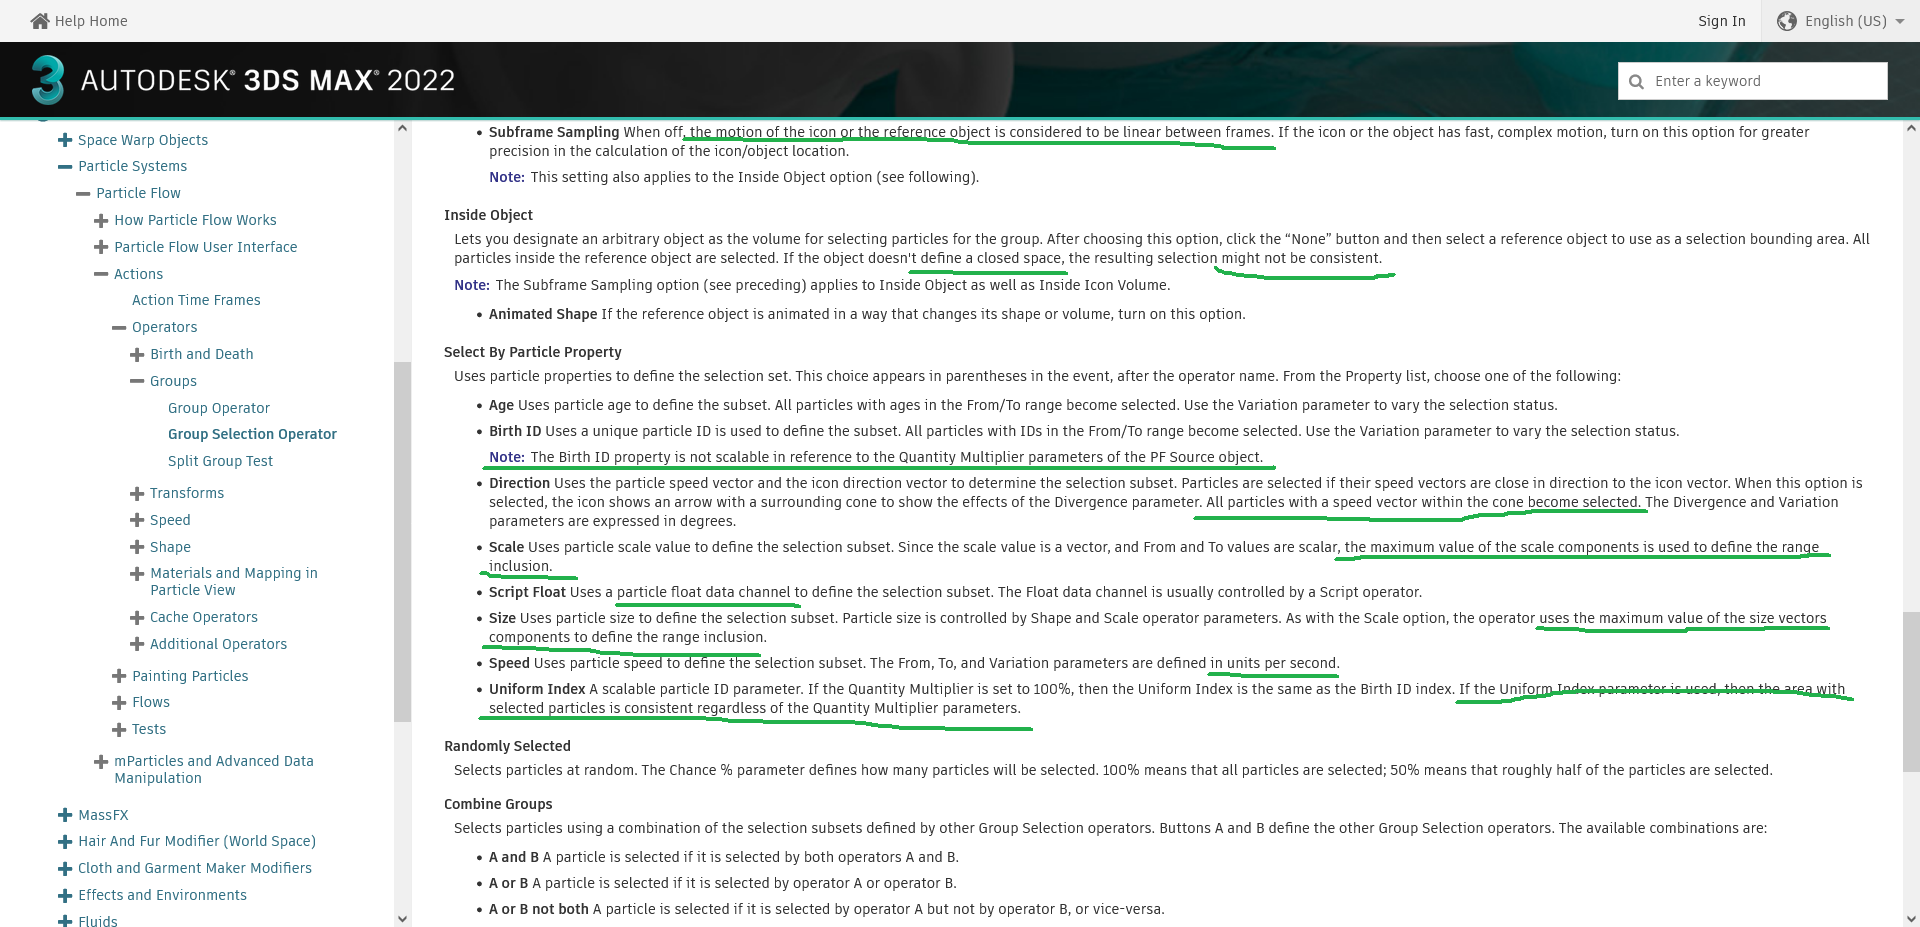 Help Home
Sign In
English (US)
AUTODESK® 3DS MAX® 2022
Enter a keyword
Space Warp Objects
Particle Systems
Particle Flow
How Particle Flow Works
Particle Flow User Interface
Actions
Action Time Frames
Operators
Birth and Death
Groups
Group Operator
Group Selection Operator
Split Group Test
Transforms
Speed
Shape
Materials and Mapping in
Particle View
Cache Operators
Additional Operators
Painting Particles
Flows
Tests
mParticles and Advanced Data
Manipulation
MassFX
Hair And Fur Modifier (World Space)
Cloth and Garment Maker Modifiers
Effects and Environments
Fluids
• Subframe Sampling When off, the motion of the icon or the reference object is considered to be linear between frames. If the icon or the object has fast, complex motion, turn on this option for greater
precision in the calculation of the icon/object location.
Note: This setting also applies to the Inside Object option (see following).
Inside Object
Lets you designate an arbitrary object as the volume for selecting particles for the group. After choosing this option, click the “None” button and then select a reference object to use as a selection bounding area. All
particles inside the reference object are selected. If the object doesn't define a closed space, the resulting selection might not be consistent.
Note: The Subframe Sampling option (see preceding) applies to Inside Object as well as Inside Icon Volume.
• Animated Shape If the reference object is animated in a way that changes its shape or volume, turn on this option.
Select By Particle Property
Uses particle properties to define the selection set. This choice appears in parentheses in the event, after the operator name. From the Property list, choose one of the following:
• Age Uses particle age to define the subset. All particles with ages in the From/To range become selected. Use the Variation parameter to vary the selection status.
• Birth ID Uses a unique particle ID is used to define the subset. All particles with IDs in the From/To range become selected. Use the Variation parameter to vary the selection status.
Note: The Birth ID property is not scalable in reference to the Quantity Multiplier parameters of the PF Source object.
• Direction Uses the particle speed vector and the icon direction vector to determine the selection subset. Particles are selected if their speed vectors are close in direction to the icon vector. When this option is
selected, the icon shows an arrow with a surrounding cone to show the effects of the Divergence parameter. All particles with a speed vector within the cone become selected. The Divergence and Variation
parameters are expressed in degrees.
• Scale Uses particle scale value to define the selection subset. Since the scale value is a vector, and From and To values are scalar, the maximum value of the scale components is used to define the range
inclusion.
• Script Float Uses a particle float data channel to define the selection subset. The Float data channel is usually controlled by a Script operator.
• Size Uses particle size to define the selection subset. Particle size is controlled by Shape and Scale operator parameters. As with the Scale option, the operator uses the maximum value of the size vectors
components to define the range inclusion.
• Speed Uses particle speed to define the selection subset. The From, To, and Variation parameters are defined in units per second.
• Uniform Index A scalable particle ID parameter. If the Quantity Multiplier is set to 100%, then the Uniform Index is the same as the Birth ID index. If the Uniform Index parameter is used, then the area with
selected particles is consistent regardless of the Quantity Multiplier parameters.
Randomly Selected
Selects particles at random. The Chance % parameter defines how many particles will be selected. 100% means that all particles are selected; 50% means that roughly half of the particles are selected.
Combine Groups
Selects particles using a combination of the selection subsets defined by other Group Selection operators. Buttons A and B define the other Group Selection operators. The available combinations are:
• A and B A particle is selected if it is selected by both operators A and B.
• A or B A particle is selected if it is selected by operator A or operator B.
• A or B not both A particle is selected if it is selected by operator A but not by operator B, or vice-versa.